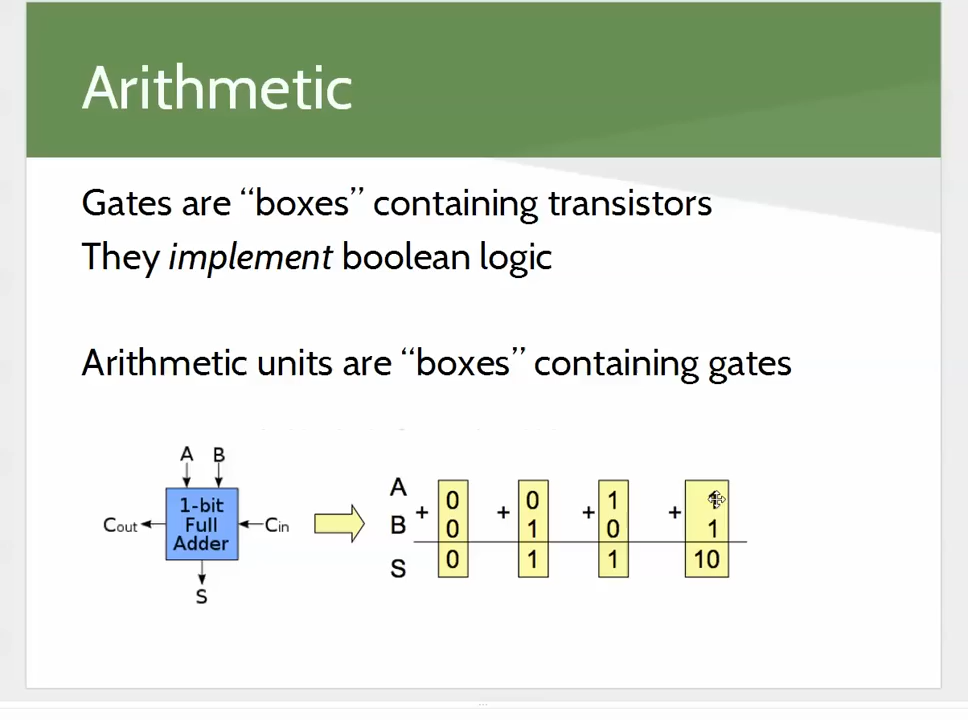 Arithmetic
Gates are “boxes” containing transistors
They implement boolean logic
Arithmetic units are “boxes” containing gates
A B
1-bit
Full
Adder
Cout
Cin
S
A + 0 + 0 + 1 + 1
B 0 1 0 1
S 0 1 1 10